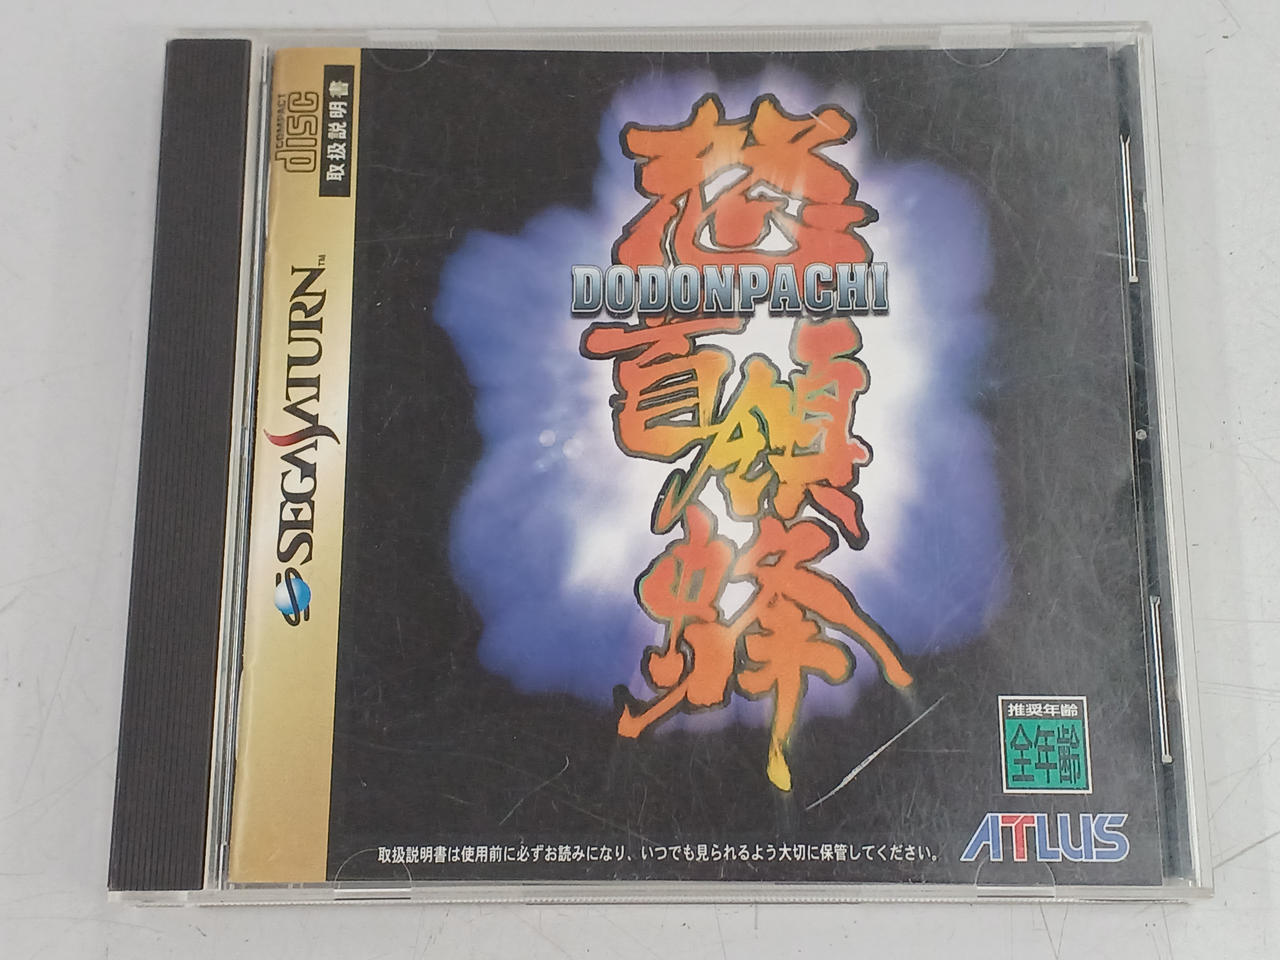 COMPACT
disc
取扱説明書
SEGA SATURN™
怒
DODONPACHI
首領
蜂
推奨年齢
全年齢
ATLUS
取扱説明書は使用前に必ずお読みになり、いつでも見られるよう大切に保管してください。